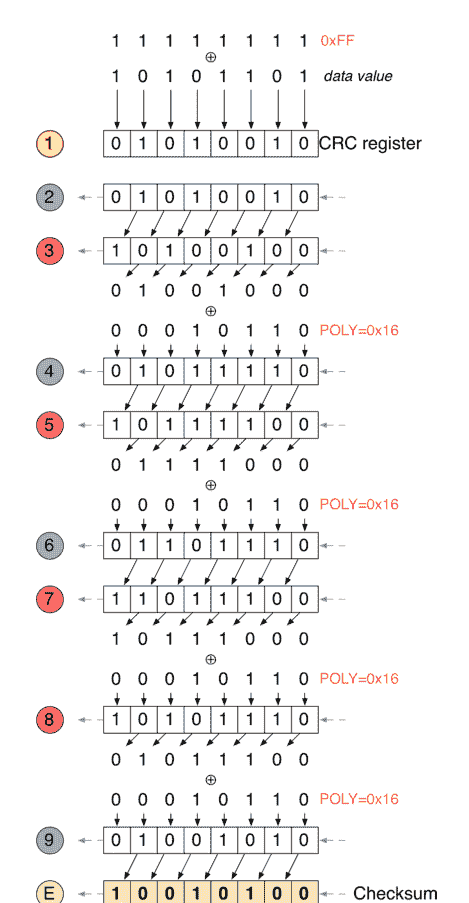 1 1 1 1 1 1 1 1 0xFF
⊕
1 0 1 0 1 1 0 1 data value
1 0 1 0 1 0 0 1 0 CRC register
2 0 1 0 1 0 0 1 0
3 1 0 1 0 0 1 0 0
0 1 0 0 1 0 0 0
⊕
0 0 0 1 0 1 1 0 POLY=0x16
4 0 1 0 1 1 1 1 0
5 1 0 1 1 1 1 0 0
0 1 1 1 1 0 0 0
⊕
0 0 0 1 0 1 1 0 POLY=0x16
6 0 1 1 0 1 1 1 0
7 1 1 0 1 1 1 0 0
1 0 1 1 1 0 0 0
⊕
0 0 0 1 0 1 1 0 POLY=0x16
8 1 0 1 0 1 1 1 0
0 1 0 1 1 1 0 0
⊕
0 0 0 1 0 1 1 0 POLY=0x16
9 0 1 0 0 1 0 1 0
E 1 0 0 1 0 1 0 0 Checksum